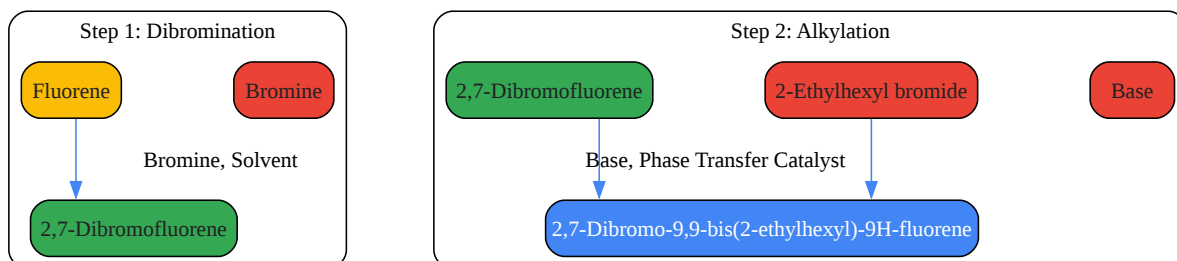 Step 1: Dibromination
Fluorene
Bromine
Bromine, Solvent
2,7-Dibromofluorene
Step 2: Alkylation
2,7-Dibromofluorene
2-Ethylhexyl bromide
Base
Base, Phase Transfer Catalyst
2,7-Dibromo-9,9-bis(2-ethylhexyl)-9H-fluorene